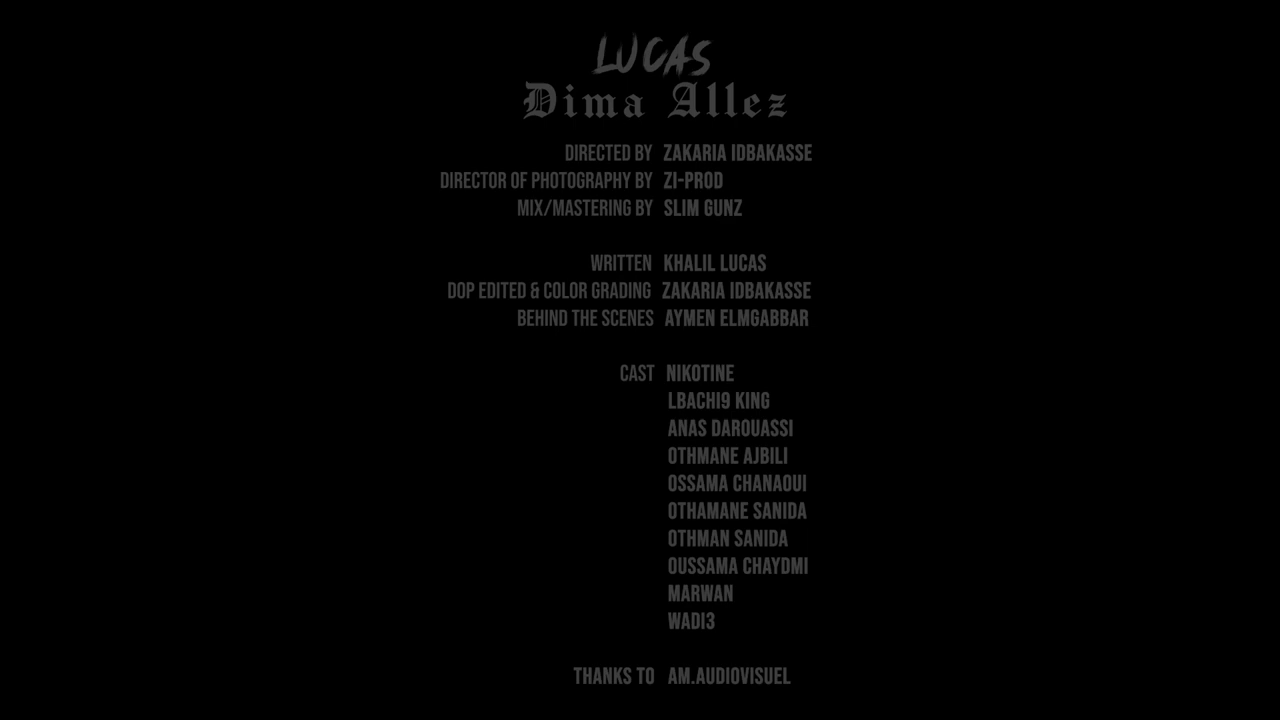 LUCAS
Dima Allez
DIRECTED BY ZAKARIA IDBAKASSE
DIRECTOR OF PHOTOGRAPHY BY ZI-PROD
MIX/MASTERING BY SLIM GUNZ
WRITTEN KHALIL LUCAS
DOP EDITED & COLOR GRADING ZAKARIA IDBAKASSE
BEHIND THE SCENES AYMEN ELMGABBAR
CAST NIKOTINE
LBACHI9 KING
ANAS DAROUASSI
OTHMANE AJBILI
OSSAMA CHANAOUI
OTHAMANE SANIDA
OTHMAN SANIDA
OUSSAMA CHAYDMI
MARWAN
WADI3
THANKS TO AM.AUDIOVISUEL